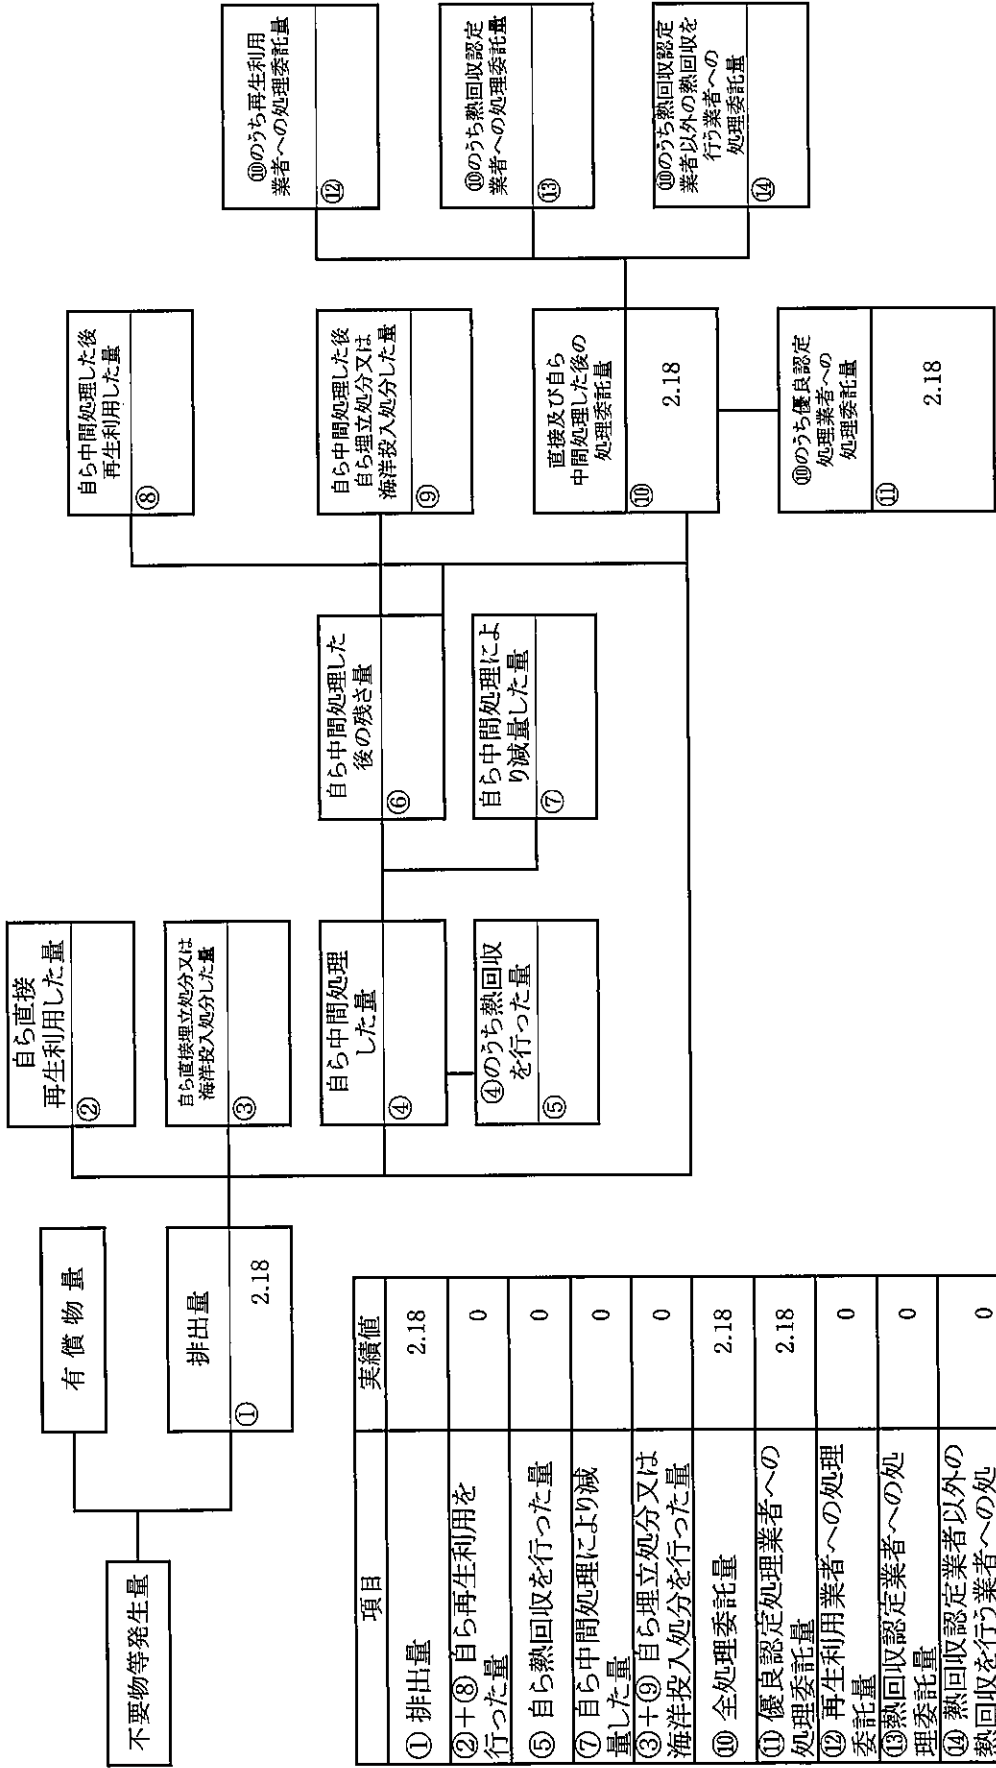 不要物等発生量
有償物量
排出量
①
2.18
自ら直接
再生利用した量
②
自ら直接埋立処分又は
海洋投入処分した量
③
自ら中間処理
した量
④
④のうち熱回収
を行った量
⑤
自ら中間処理した
後の残さ量
⑥
自ら中間処理によ
り減量した量
⑦
自ら中間処理した後
再生利用した量
⑧
自ら中間処理した後
自ら埋立処分又は
海洋投入処分した量
⑨
直接及び自ら
中間処理した後の
処理委託量
⑩
2.18
⑩のうち優良認定
処理業者への
処理委託量
⑪
2.18
⑩のうち再生利用
業者への処理委託量
⑫
⑩のうち熱回収認定
業者への処理委託量
⑬
⑩のうち熱回収認定
業者以外の熱回収を
行う業者への
処理委託量
⑭
項目 実績値
① 排出量 2.18
②+⑧ 自ら再生利用を
行った量 0
⑤ 自ら熱回収を行った量 0
⑦ 自ら中間処理により減
量した量 0
③+⑨ 自ら埋立処分又は
海洋投入処分を行った量 0
⑩ 全処理委託量 2.18
⑪ 優良認定処理業者への
処理委託量 2.18
⑫ 再生利用業者への処理
委託量 0
⑬熱回収認定業者への処
理委託量 0
⑭ 熱回収認定業者以外の
熱回収を行う業者への処 0